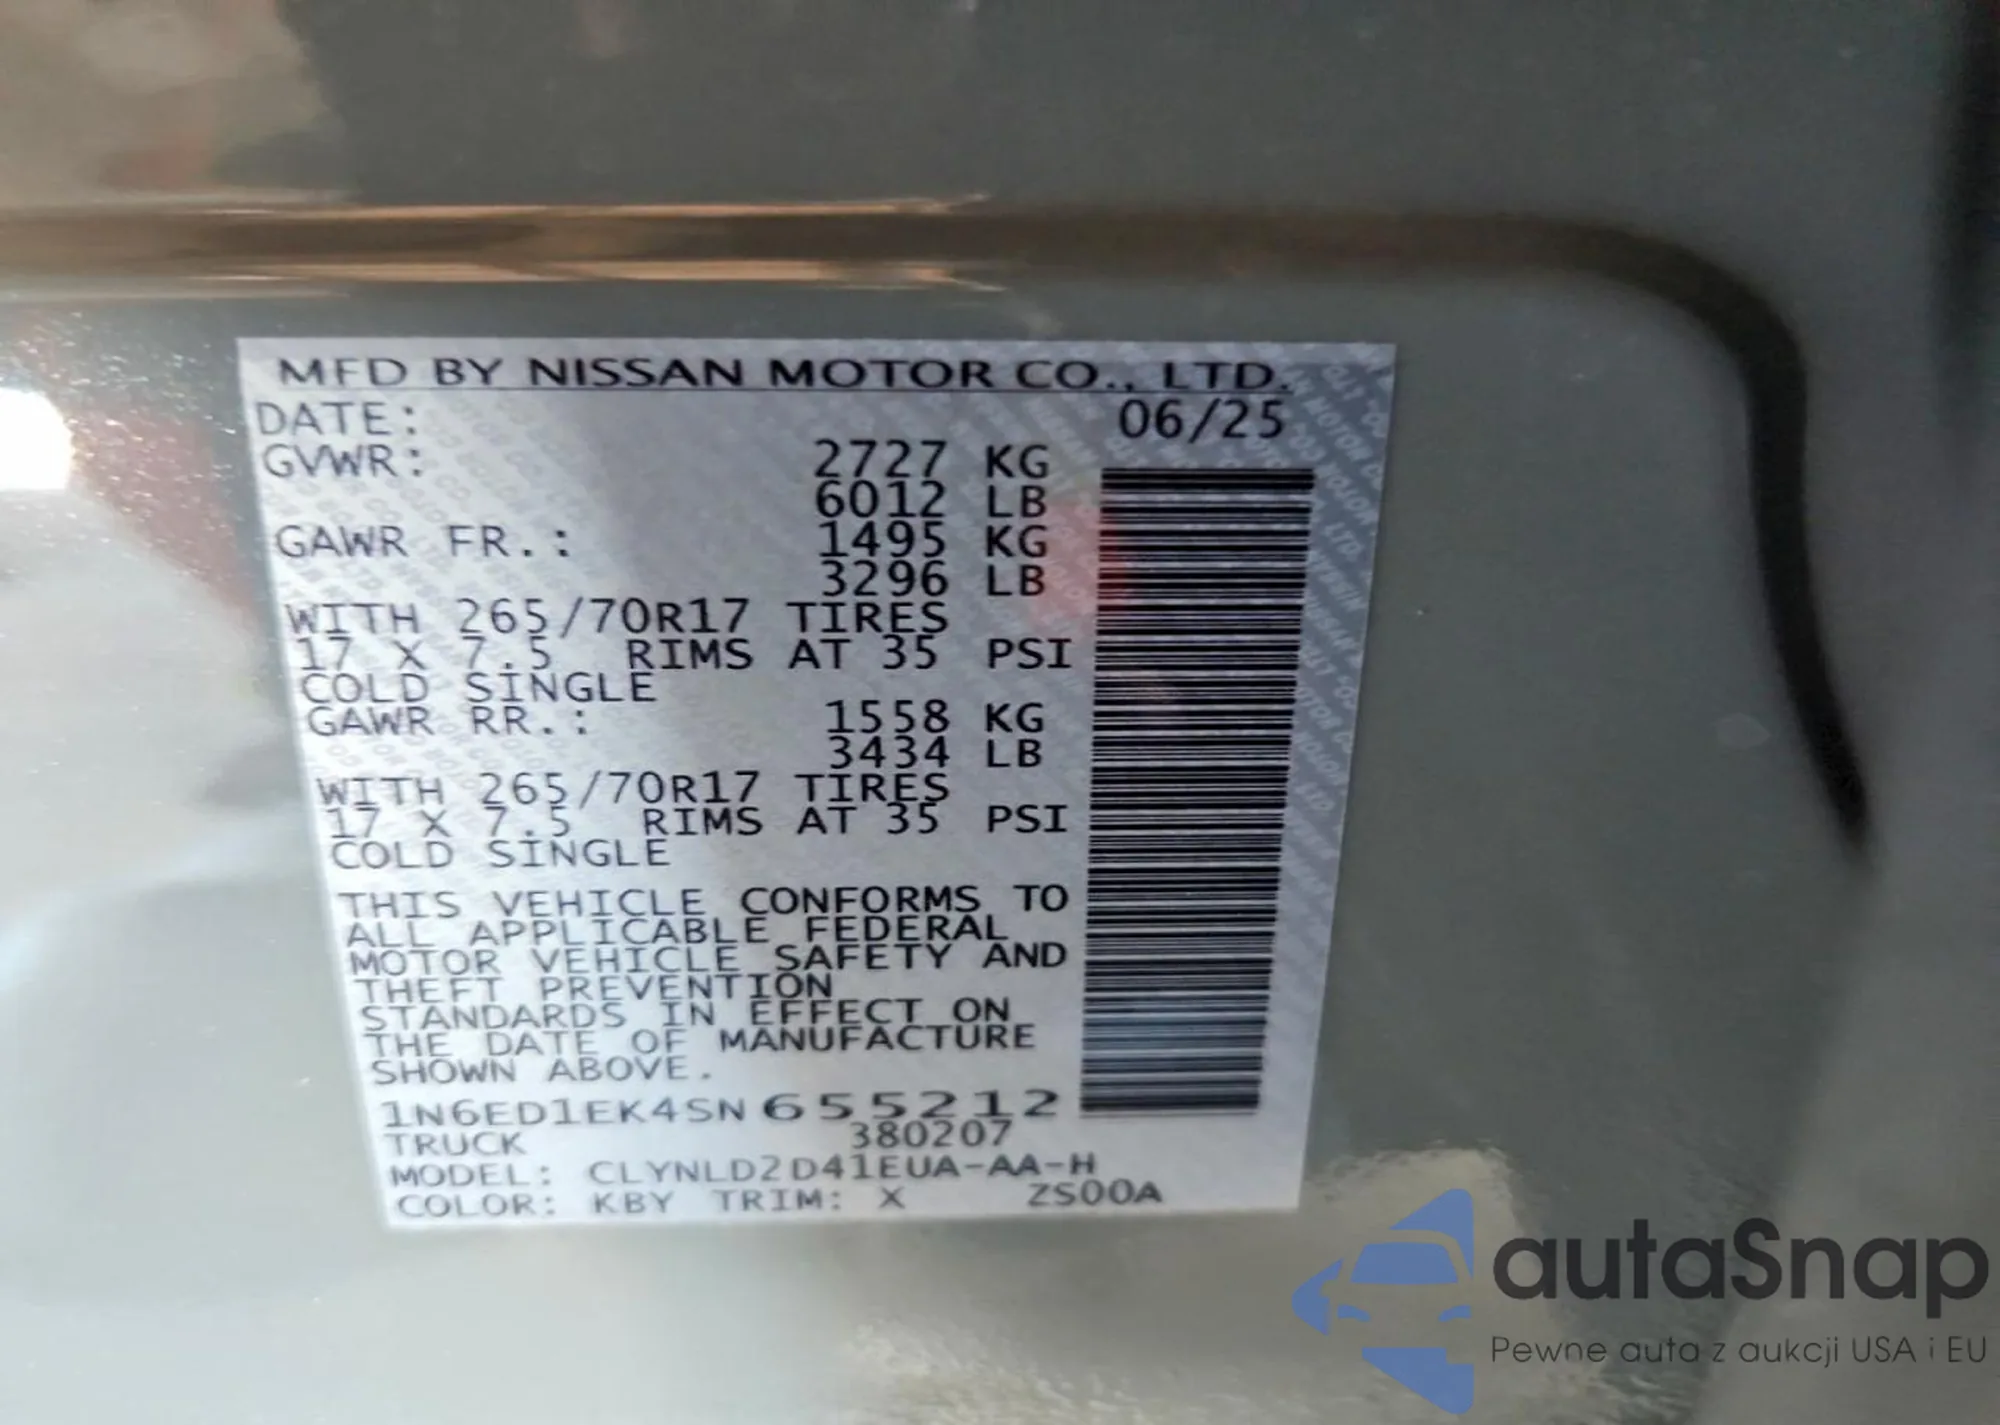 MFD BY NISSAN MOTOR CO., LTD.
DATE: 06/25
GVWR: 2727 KG
6012 LB
GAWR FR.: 1495 KG
3296 LB
WITH 265/70R17 TIRES
17 X 7.5 RIMS AT 35 PSI
COLD SINGLE
GAWR RR.: 1558 KG
3434 LB
WITH 265/70R17 TIRES
17 X 7.5 RIMS AT 35 PSI
COLD SINGLE
THIS VEHICLE CONFORMS TO
ALL APPLICABLE FEDERAL
MOTOR VEHICLE SAFETY AND
THEFT PREVENTION
STANDARDS IN EFFECT ON
THE DATE OF MANUFACTURE
SHOWN ABOVE.
1N6ED1EK4SN655212
TRUCK 380207
MODEL: CLYNLD2D41EUA-AA-H
COLOR: KBY TRIM: X ZS00A
autaSnap
Pewne auta z aukcji USA i EU